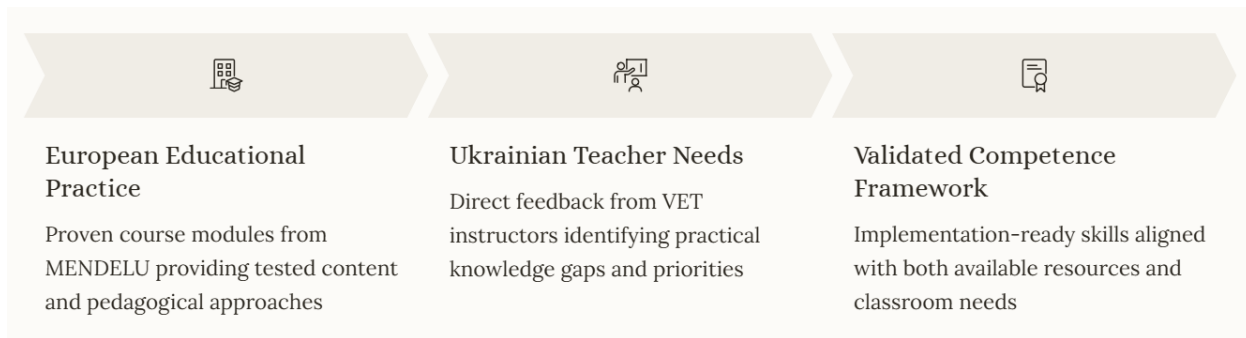 European Educational
Practice
Proven course modules from
MENDELU providing tested content
and pedagogical approaches
Ukrainian Teacher Needs
Direct feedback from VET
instructors identifying practical
knowledge gaps and priorities
Validated Competence
Framework
Implementation-ready skills aligned
with both available resources and
classroom needs